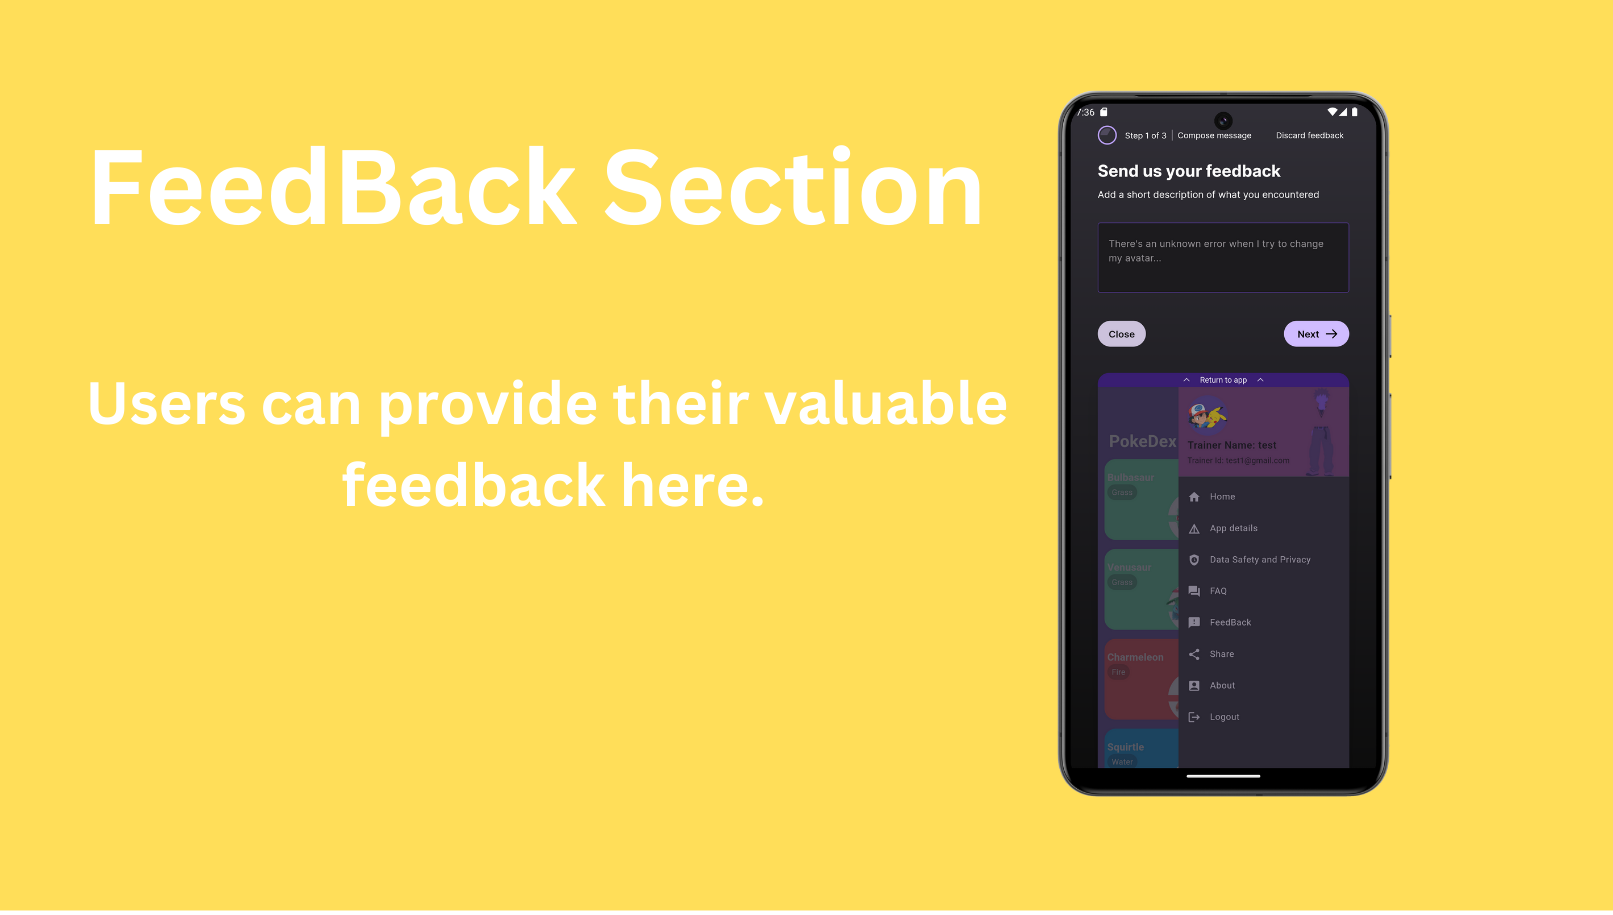 FeedBack Section
Users can provide their valuable
feedback here.
7:36
Step 1 of 3 | Compose message
Discard feedback
Send us your feedback
Add a short description of what you encountered
There's an unknown error when I try to change
my avatar...
Close
Next
Return to app
PokeDex
Bulbasaur
Grass
Venusaur
Grass
Charmeleon
Fire
Squirtle
Water
Trainer Name: test
Trainer Id: test1@gmail.com
Home
App details
Data Safety and Privacy
FAQ
FeedBack
Share
About
Logout